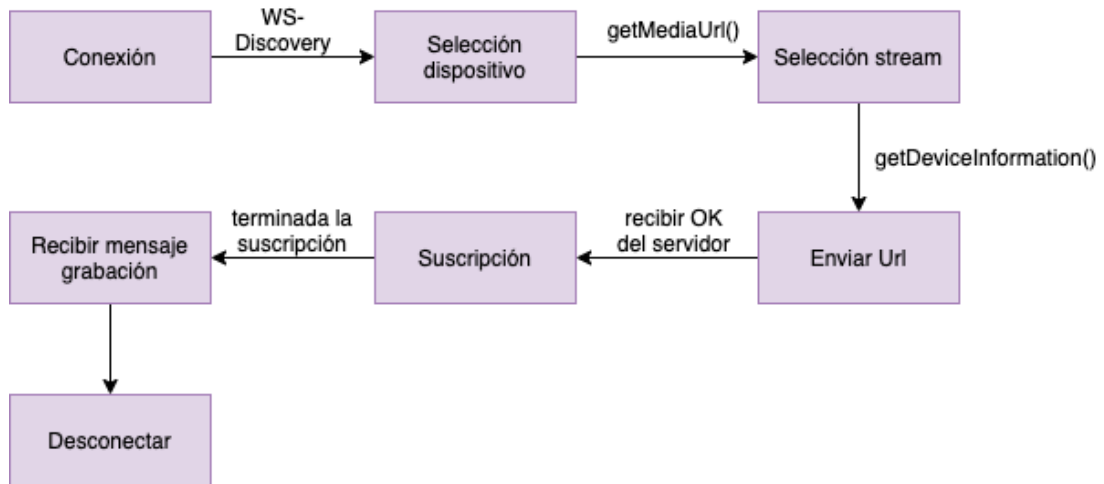 Conexión
WS-
Discovery
Selección
dispositivo
getMediaUrl()
Selección stream
getDeviceInformation()
Enviar Url
recibir OK
del servidor
Suscripción
terminada la
suscripción
Recibir mensaje
grabación
Desconectar